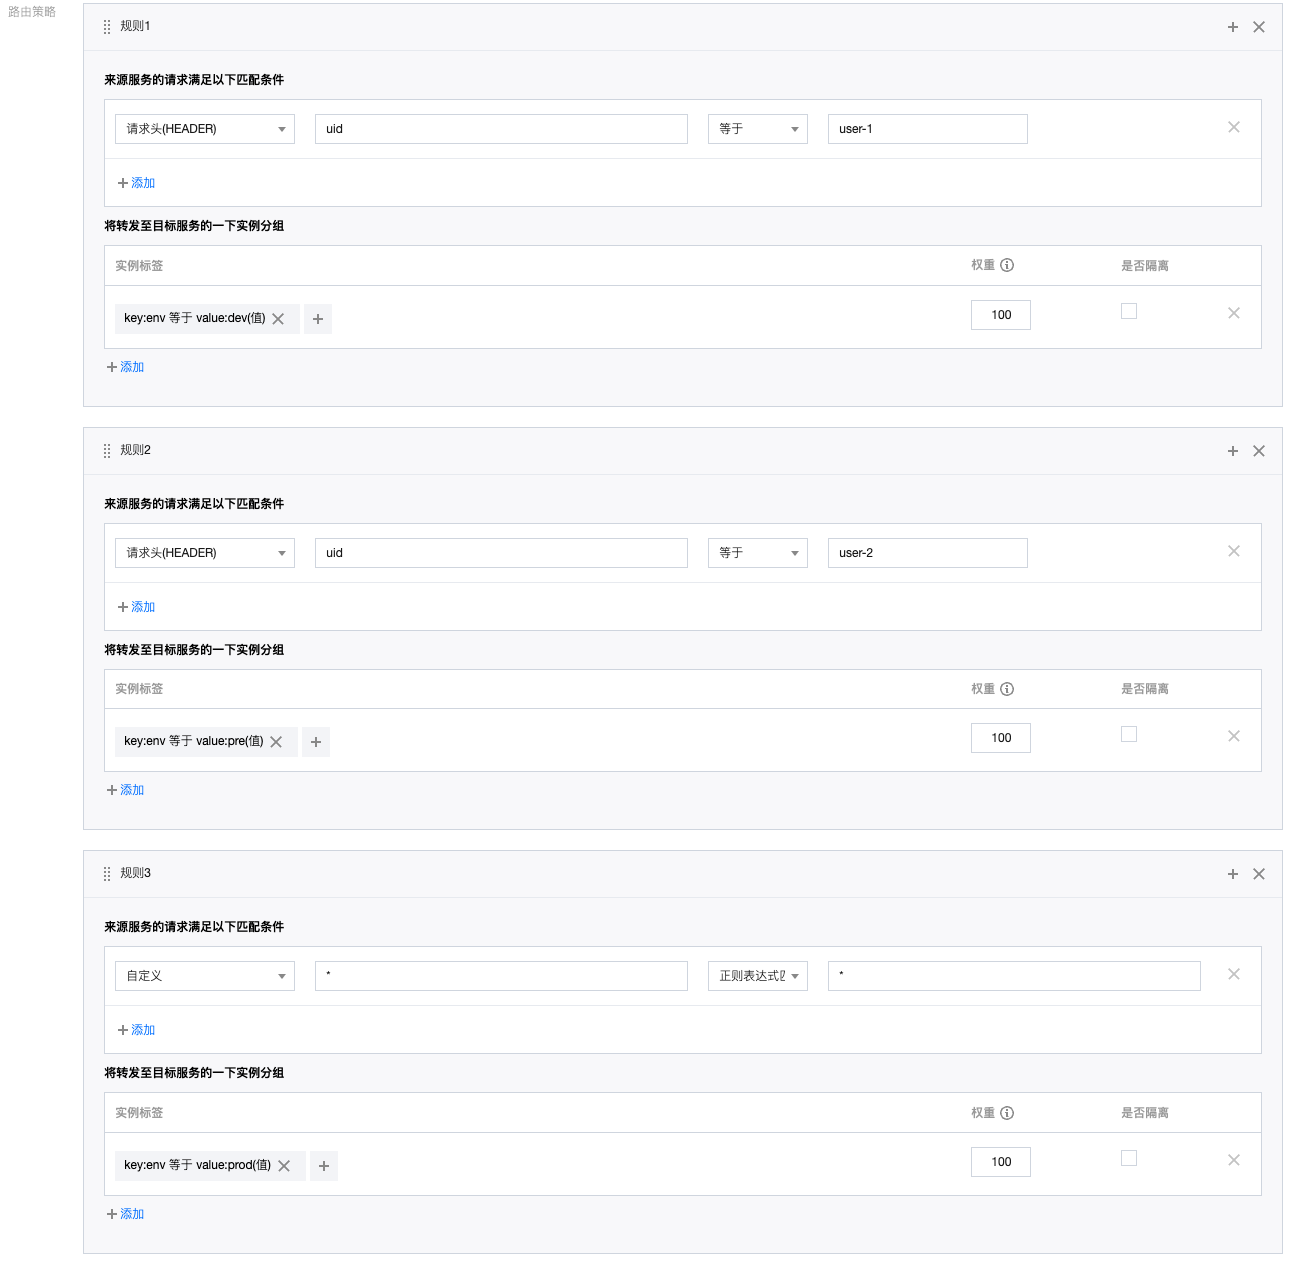 路由策略
规则1
来源服务的请求满足以下匹配条件
请求头(HEADER) uid 等于 user-1
添加
将转发至目标服务的一下实例分组
实例标签 权重 是否隔离
key:env 等于 value:dev(值) 100
添加
规则2
来源服务的请求满足以下匹配条件
请求头(HEADER) uid 等于 user-2
添加
将转发至目标服务的一下实例分组
实例标签 权重 是否隔离
key:env 等于 value:pre(值) 100
添加
规则3
来源服务的请求满足以下匹配条件
自定义 * 正则表达式 *
添加
将转发至目标服务的一下实例分组
实例标签 权重 是否隔离
key:env 等于 value:prod(值) 100
添加